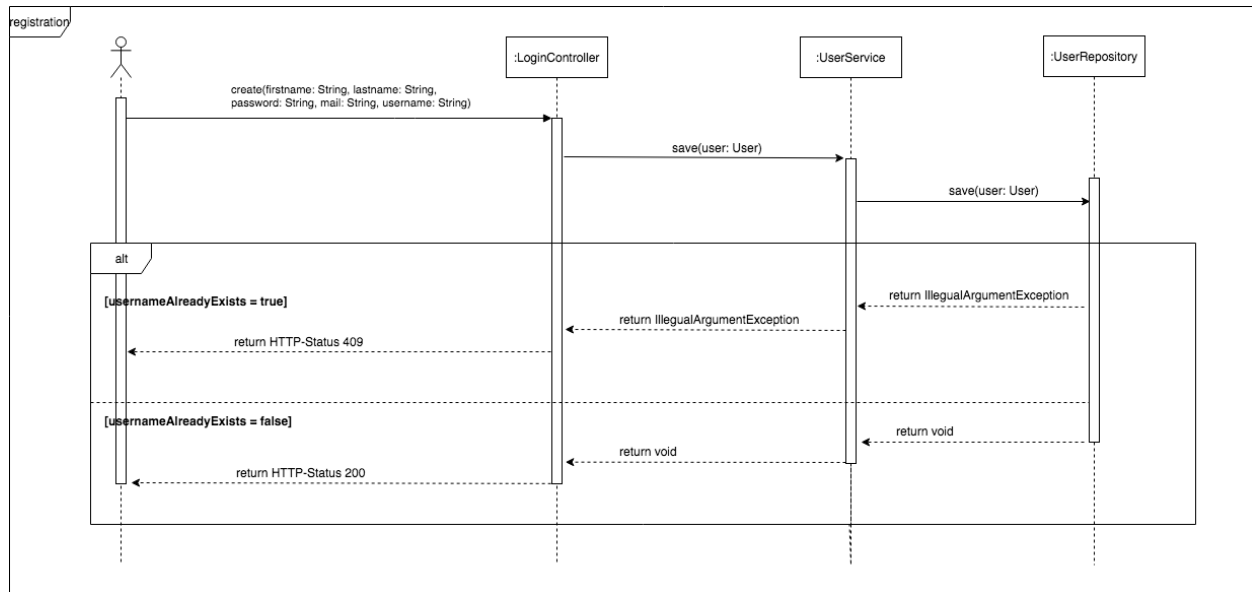 registration
:LoginController
:UserService
:UserRepository
create(firstname: String, lastname: String,
password: String, mail: String, username: String)
save(user: User)
save(user: User)
alt
[usernameAlreadyExists = true]
return IllegualArgumentException
return IllegualArgumentException
return HTTP-Status 409
[usernameAlreadyExists = false]
return void
return void
return HTTP-Status 200